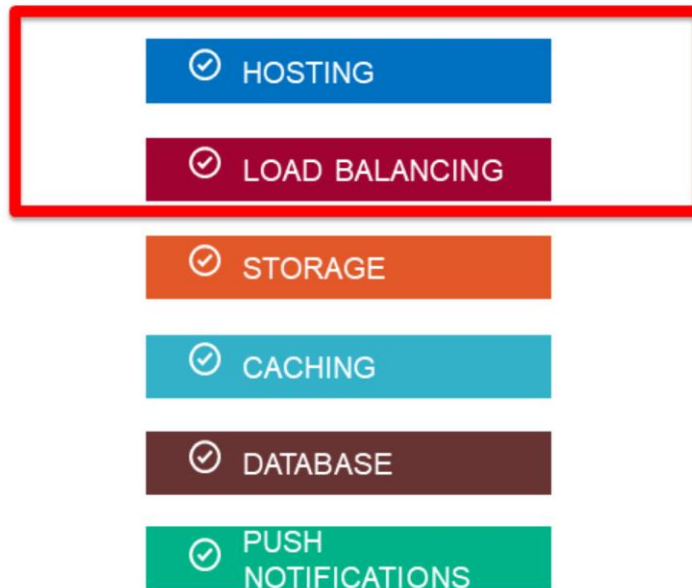 HOSTING
LOAD BALANCING
STORAGE
CACHING
DATABASE
PUSH
NOTIFICATIONS